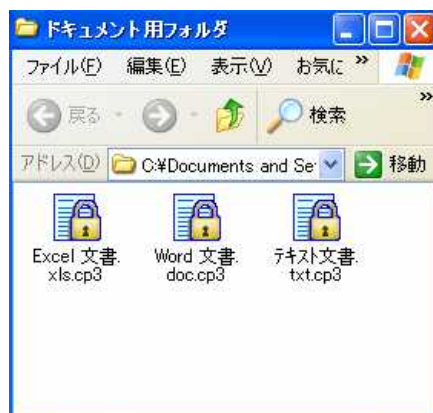 ドキュメント用フォルダ
ファイル(F) 編集(E) 表示(V) お気に »
戻る 検索 »
アドレス(D) C:¥Documents and Se 移動
Excel 文書.
xls.cp3
Word 文書.
doc.cp3
テキスト文書.
txt.cp3